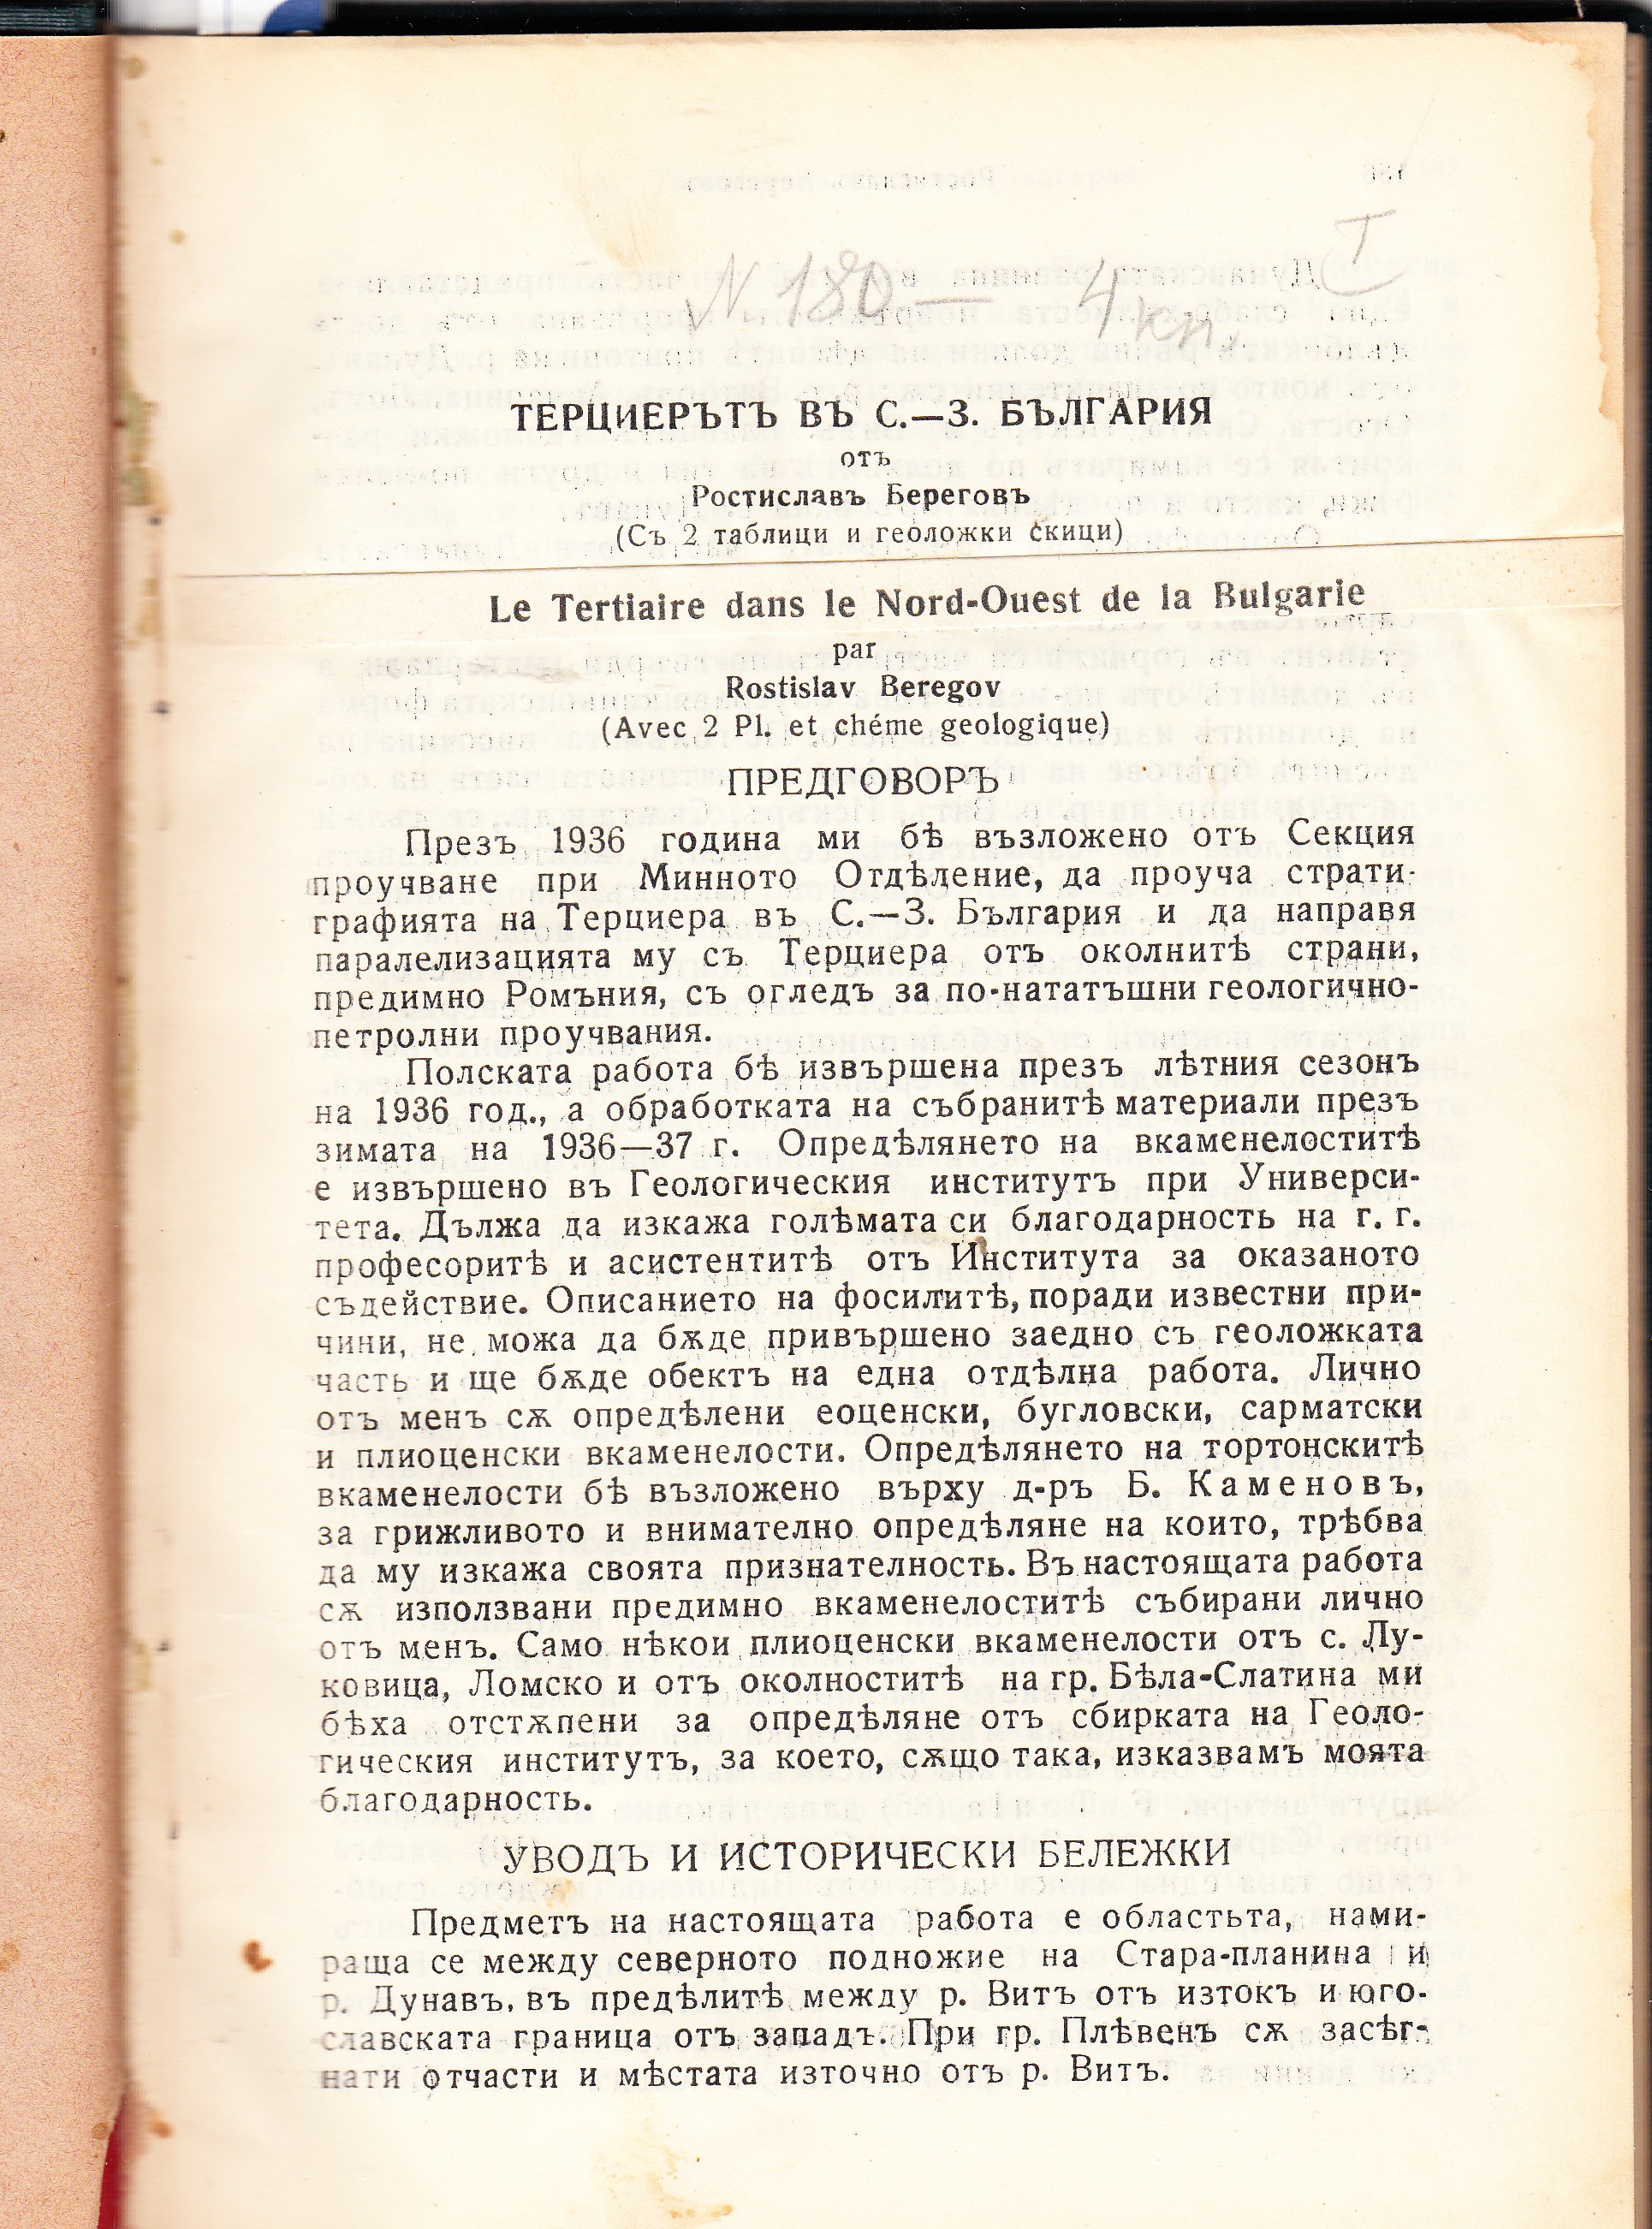 I
N 180 — 4 кп.
ТЕРЦИЕРЪТЪ ВЪ С.—З. БЪЛГАРИЯ
отъ
Ростиславъ Береговъ
(Съ 2 таблици и геоложки скици)
Le Tertiaire dans le Nord-Ouest de la Bulgarie
par
Rostislav Beregov
(Avec 2 Pl. et chéme geologique)
ПРЕДГОВОРЪ
Презъ 1936 година ми бѣ възложено отъ Секция
проучване при Минното Отдѣление, да проуча страти-
графията на Терциера въ С.—З. България и да направя
паралелизацията му съ Терциера отъ околнитѣ страни,
предимно Ромъния, съ огледъ за по-нататъшни геологично-
петролни проучвания.
Полската работа бѣ извършена презъ лѣтния сезонъ
на 1936 год., а обработката на събранитѣ материали презъ
зимата на 1936—37 г. Опредѣлянето на вкаменелоститѣ
е извършено въ Геологическия институтъ при Универси-
тета. Дължа да изкажа голѣмата си благодарность на г. г.
професоритѣ и асистентитѣ отъ Института за оказаното
съдействие. Описанието на фосилитѣ, поради известни при-
чини, не можа да бѫде привършено заедно съ геоложката
часть и ще бѫде обектъ на една отдѣлна работа. Лично
отъ менъ сѫ опредѣлени еоценски, бугловски, сарматски
и плиоценски вкаменелости. Опредѣлянето на тортонскитѣ
вкаменелости бѣ възложено върху д-ръ Б. Каменовъ,
за грижливото и внимателно опредѣляне на които, трѣбва
да му изкажа своята признателность. Въ настоящата работа
сѫ използвани предимно вкаменелоститѣ събирани лично
отъ менъ. Само нѣкои плиоценски вкаменелости отъ с. Лу-
ковица, Ломско и отъ околноститѣ на гр. Бѣла-Слатина ми
бѣха отстѫпени за опредѣляне отъ сбирката на Геоло-
гическия институтъ, за което, сѫщо така, изказвамъ моята
благодарность.
УВОДЪ И ИСТОРИЧЕСКИ БЕЛЕЖКИ
Предметъ на настоящата работа е областьта, нами-
раща се между северното подножие на Стара-планина и
р. Дунавъ, въ предѣлитѣ между р. Витъ отъ изтокъ и юго-
славската граница отъ западъ. При гр. Плѣвенъ сѫ засѣг-
нати отчасти и мѣстата източно отъ р. Витъ.